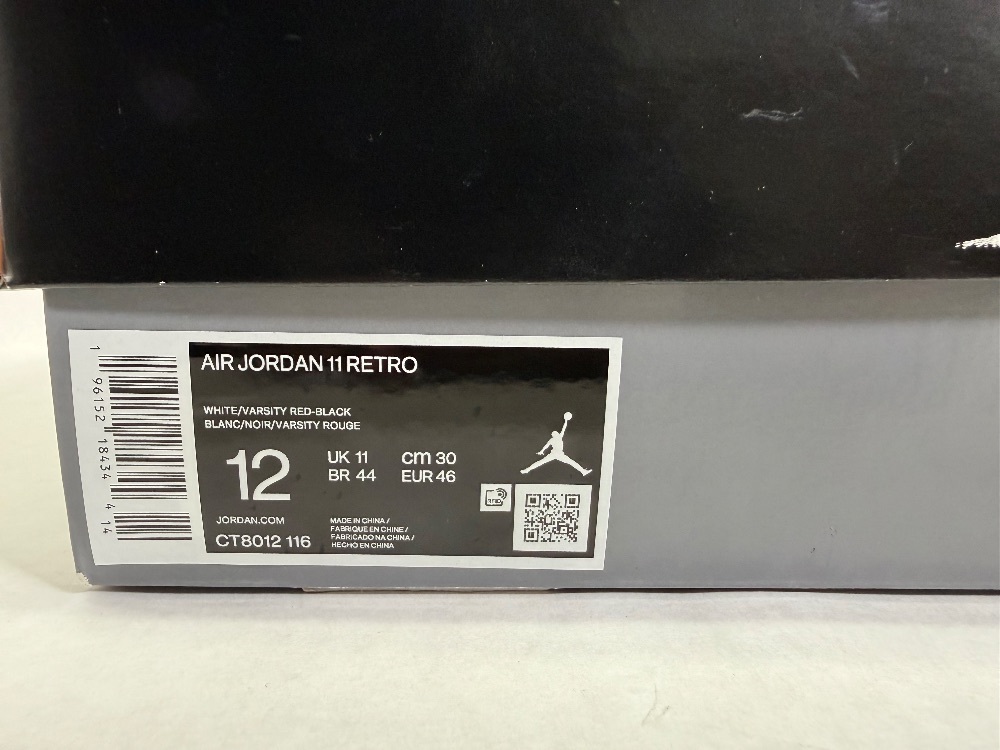 AIR JORDAN 11 RETRO
WHITE/VARSITY RED-BLACK
BLANC/NOIR/VARSITY ROUGE
12
UK 11
BR 44
cm 30
EUR 46
JORDAN.COM
CT8012 116
MADE IN CHINA /
FABRIQUE EN CHINE /
FABRICADO NA CHINA /
HECHO EN CHINA
RFID
1 96152 18434 4 14